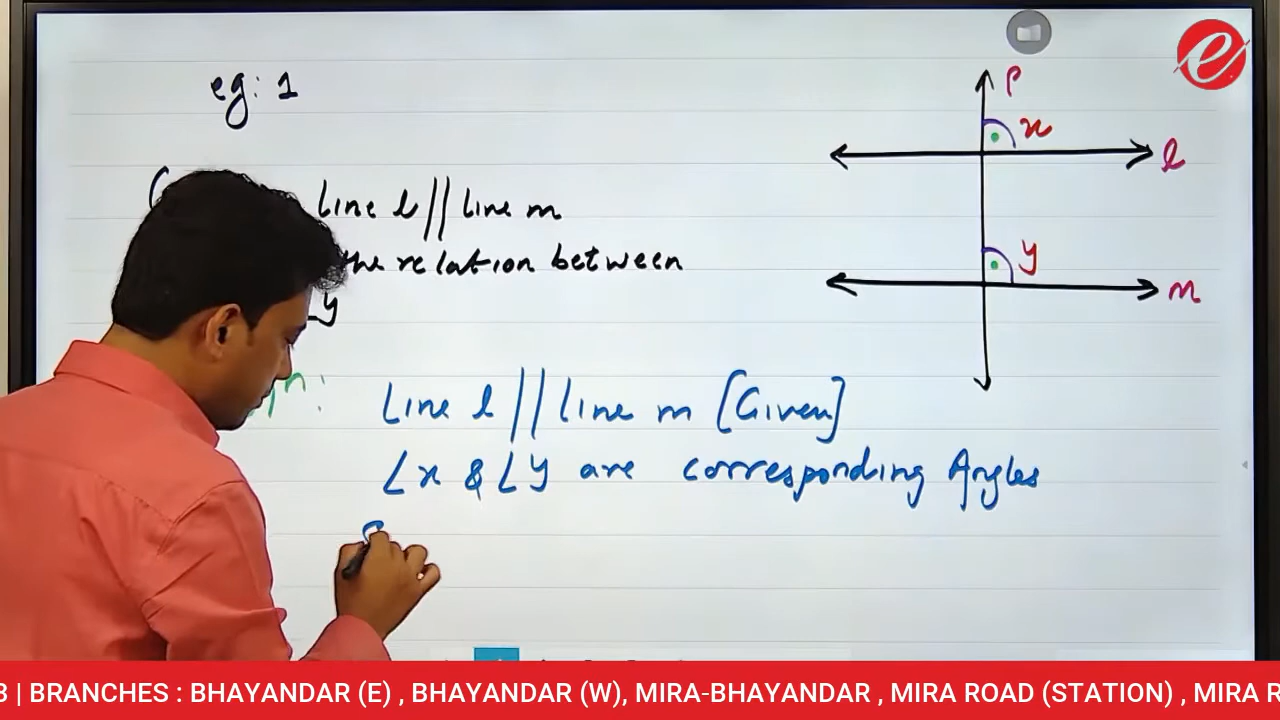 eg: 1
P
x
l
line l || line m
the relation between
y
y
m
line l || line m [Given]
∠x & ∠y are corresponding Angles
| BRANCHES : BHAYANDAR (E) , BHAYANDAR (W), MIRA-BHAYANDAR , MIRA ROAD (STATION) , MIRA R